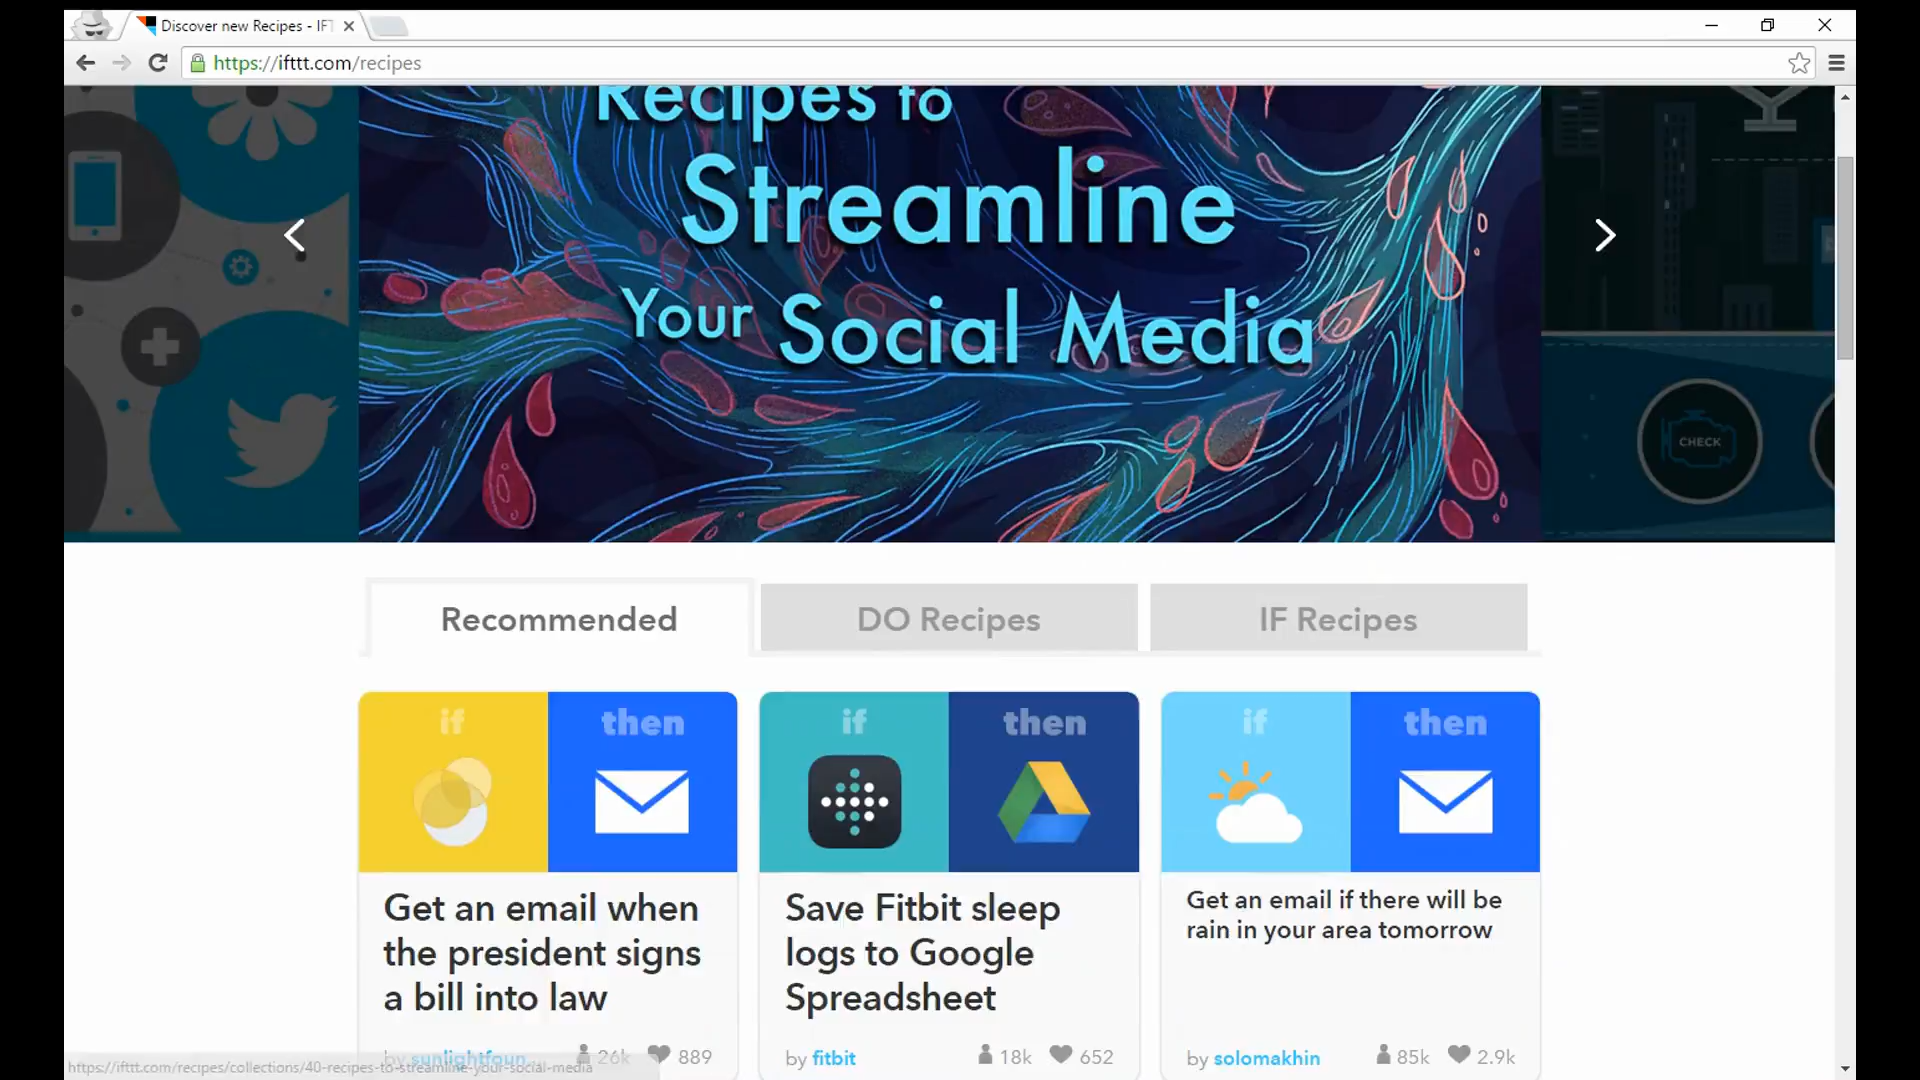 Discover new Recipes - IFT
https://ifttt.com/recipes
Recipes to
Streamline
Your Social Media
CHECK
Recommended
DO Recipes
IF Recipes
if then
if then
if then
Get an email when
the president signs
a bill into law
by sunlightfoun... 26k 889
Save Fitbit sleep
logs to Google
Spreadsheet
by fitbit 18k 652
Get an email if there will be
rain in your area tomorrow
by solomakhin 85k 2.9k
https://ifttt.com/recipes/collections/40-recipes-to-streamline-your-social-media